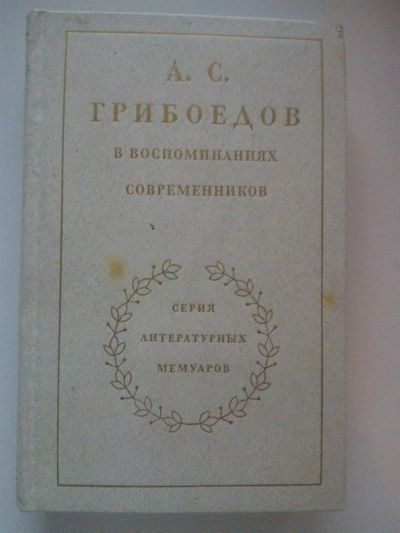 А. С.
ГРИБОЕДОВ
В ВОСПОМИНАНИЯХ
СОВРЕМЕННИКОВ
СЕРИЯ
ЛИТЕРАТУРНЫХ
МЕМУАРОВ